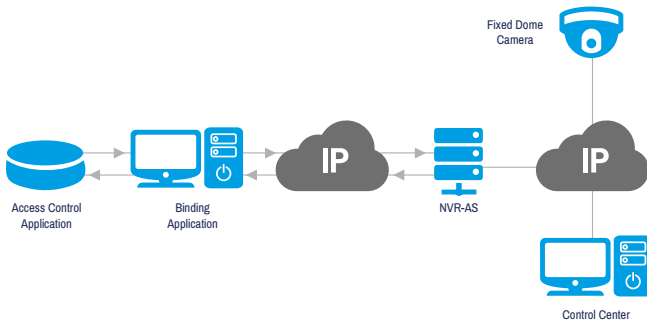 Fixed Dome
Camera
IP
IP
Access Control
Application
Binding
Application
NVR-AS
Control Center